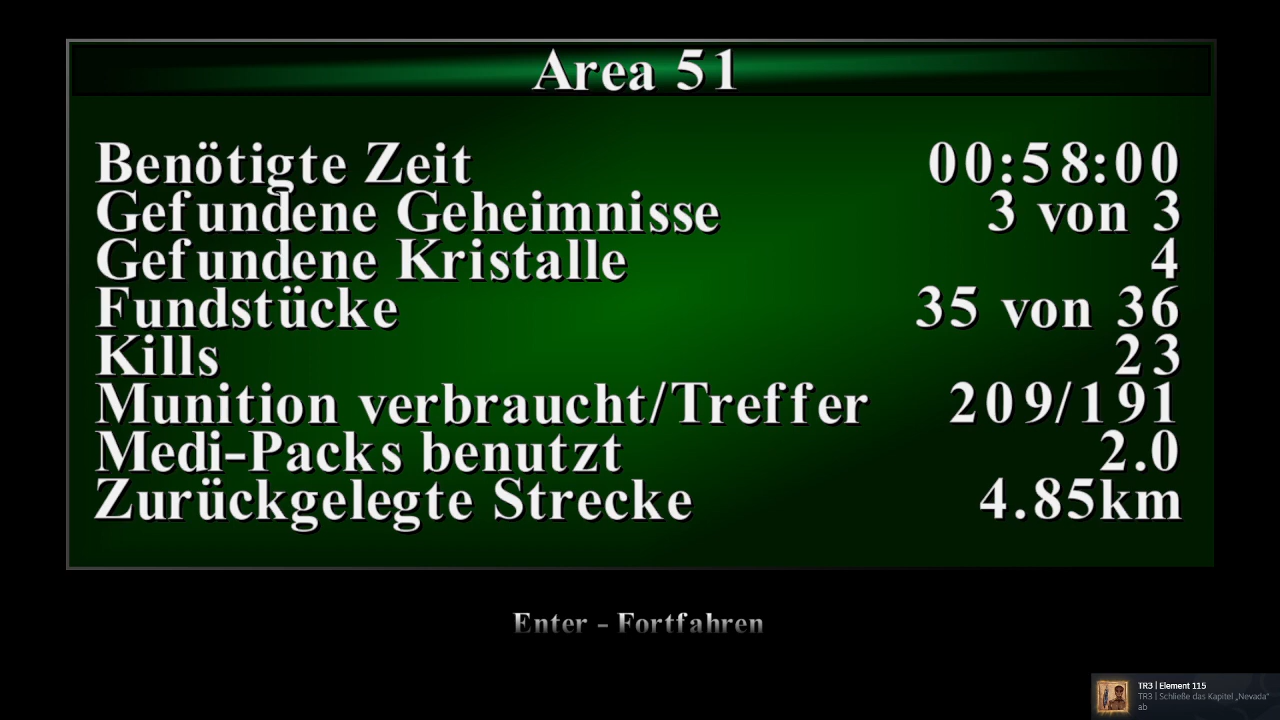 Area 51
Benötigte Zeit 00:58:00
Gefundene Geheimnisse 3 von 3
Gefundene Kristalle 4
Fundstücke 35 von 36
Kills 23
Munition verbraucht/Treffer 209/191
Medi-Packs benutzt 2.0
Zurückgelegte Strecke 4.85km
Enter - Fortfahren
TR3 | Element 115
TR3 | Schließe das Kapitel „Nevada"
ab